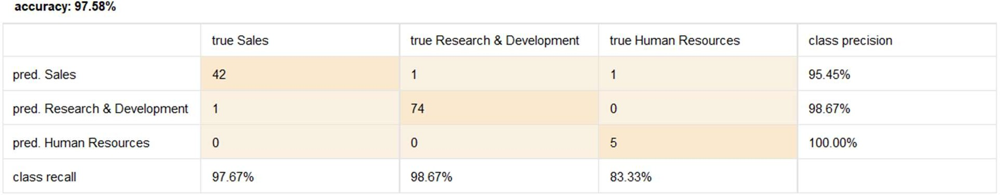 accuracy: 97.58%
true Sales true Research & Development true Human Resources class precision
pred. Sales 42 1 1 95.45%
pred. Research & Development 1 74 0 98.67%
pred. Human Resources 0 0 5 100.00%
class recall 97.67% 98.67% 83.33%